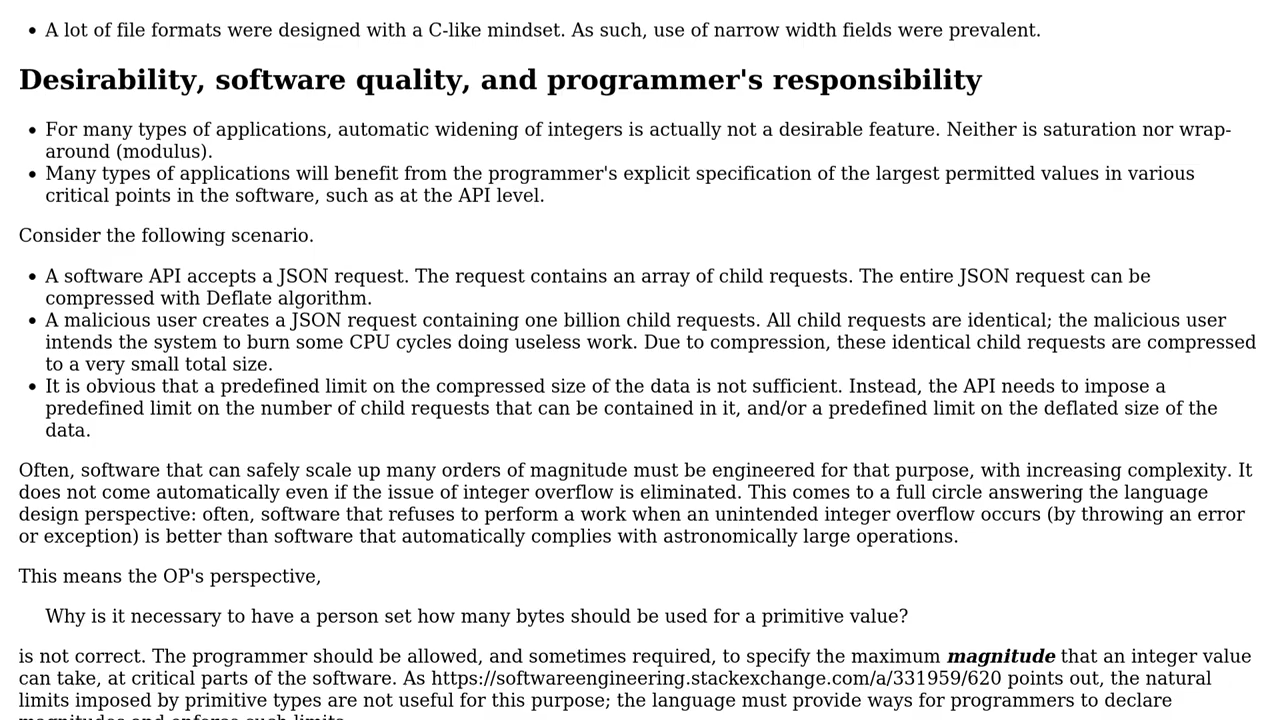 A lot of file formats were designed with a C-like mindset. As such, use of narrow width fields were prevalent.
Desirability, software quality, and programmer's responsibility
For many types of applications, automatic widening of integers is actually not a desirable feature. Neither is saturation nor wrap-
around (modulus).
Many types of applications will benefit from the programmer's explicit specification of the largest permitted values in various
critical points in the software, such as at the API level.
Consider the following scenario.
A software API accepts a JSON request. The request contains an array of child requests. The entire JSON request can be
compressed with Deflate algorithm.
A malicious user creates a JSON request containing one billion child requests. All child requests are identical; the malicious user
intends the system to burn some CPU cycles doing useless work. Due to compression, these identical child requests are compressed
to a very small total size.
It is obvious that a predefined limit on the compressed size of the data is not sufficient. Instead, the API needs to impose a
predefined limit on the number of child requests that can be contained in it, and/or a predefined limit on the deflated size of the
data.
Often, software that can safely scale up many orders of magnitude must be engineered for that purpose, with increasing complexity. It
does not come automatically even if the issue of integer overflow is eliminated. This comes to a full circle answering the language
design perspective: often, software that refuses to perform a work when an unintended integer overflow occurs (by throwing an error
or exception) is better than software that automatically complies with astronomically large operations.
This means the OP's perspective,
Why is it necessary to have a person set how many bytes should be used for a primitive value?
is not correct. The programmer should be allowed, and sometimes required, to specify the maximum magnitude that an integer value
can take, at critical parts of the software. As https://softwareengineering.stackexchange.com/a/331959/620 points out, the natural
limits imposed by primitive types are not useful for this purpose; the language must provide ways for programmers to declare
magnitudes and enforce such limits.